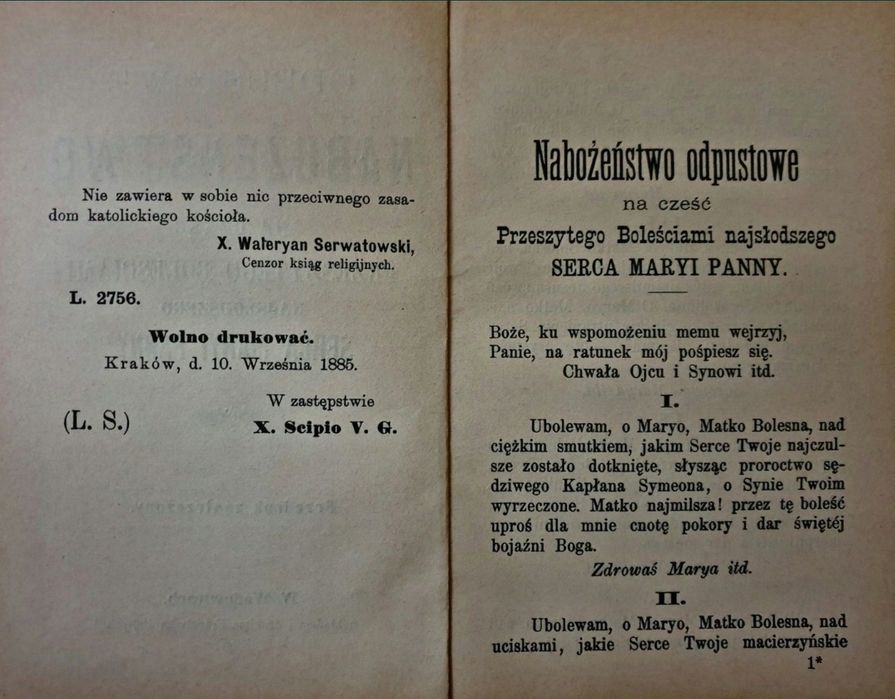 Nie zawiera w sobie nic przeciwnego zasa-
dom katolickiego kościoła.
X. Waleryan Serwatowski,
Cenzor ksiąg religijnych.
L. 2756.
Wolno drukować.
Kraków, d. 10. Września 1885.
W zastępstwie
(L. S.)
X. Scipio V. G.
Nabożeństwo odpustowe
na cześć
Przeszytego Boleściami najsłodszego
SERCA MARYI PANNY.
Boże, ku wspomożeniu memu wejrzyj,
Panie, na ratunek mój pośpiesz się.
Chwała Ojcu i Synowi itd.
I.
Ubolewam, o Maryo, Matko Bolesna, nad
ciężkim smutkiem, jakim Serce Twoje najczul-
sze zostało dotknięte, słysząc proroctwo sę-
dziwego Kapłana Symeona, o Synie Twoim
wyrzeczone. Matko najmilsza! przez tę boleść
uproś dla mnie cnotę pokory i dar świętéj
bojaźni Boga.
Zdrowaś Marya itd.
II.
Ubolewam, o Maryo, Matko Bolesna, nad
uciskami, jakie Serce Twoje macierzyńskie
1*